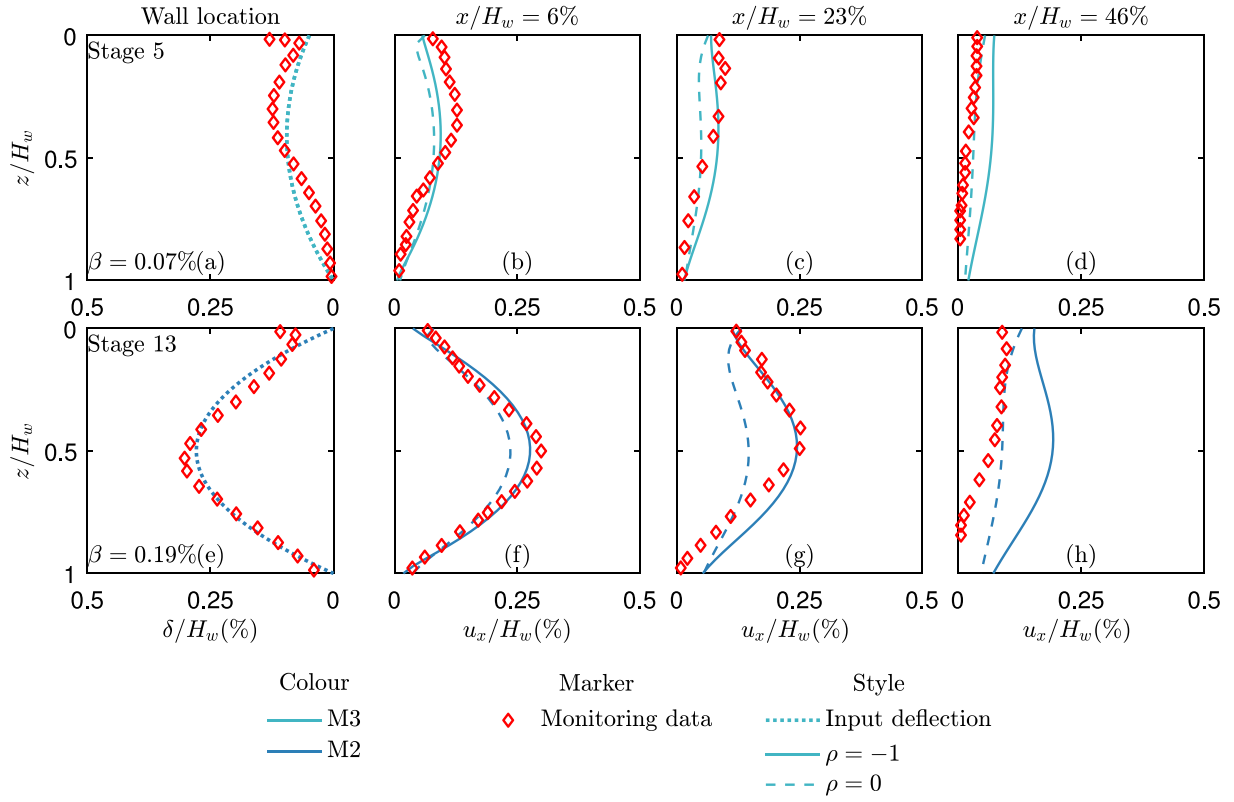 Wall location
x/H_w = 6%
x/H_w = 23%
x/H_w = 46%
0
Stage 5
z/H_w
0.5
β = 0.07%(a)
(b)
(c)
(d)
1
0.5 0.25 0
0 0.25 0.5
0 0.25 0.5
0 0.25 0.5
0
Stage 13
z/H_w
0.5
β = 0.19%(e)
(f)
(g)
(h)
1
0.5 0.25 0
0 0.25 0.5
0 0.25 0.5
0 0.25 0.5
δ/H_w(%)
u_x/H_w(%)
u_x/H_w(%)
u_x/H_w(%)
Colour
M3
M2
Marker
Monitoring data
Style
Input deflection
ρ = −1
ρ = 0